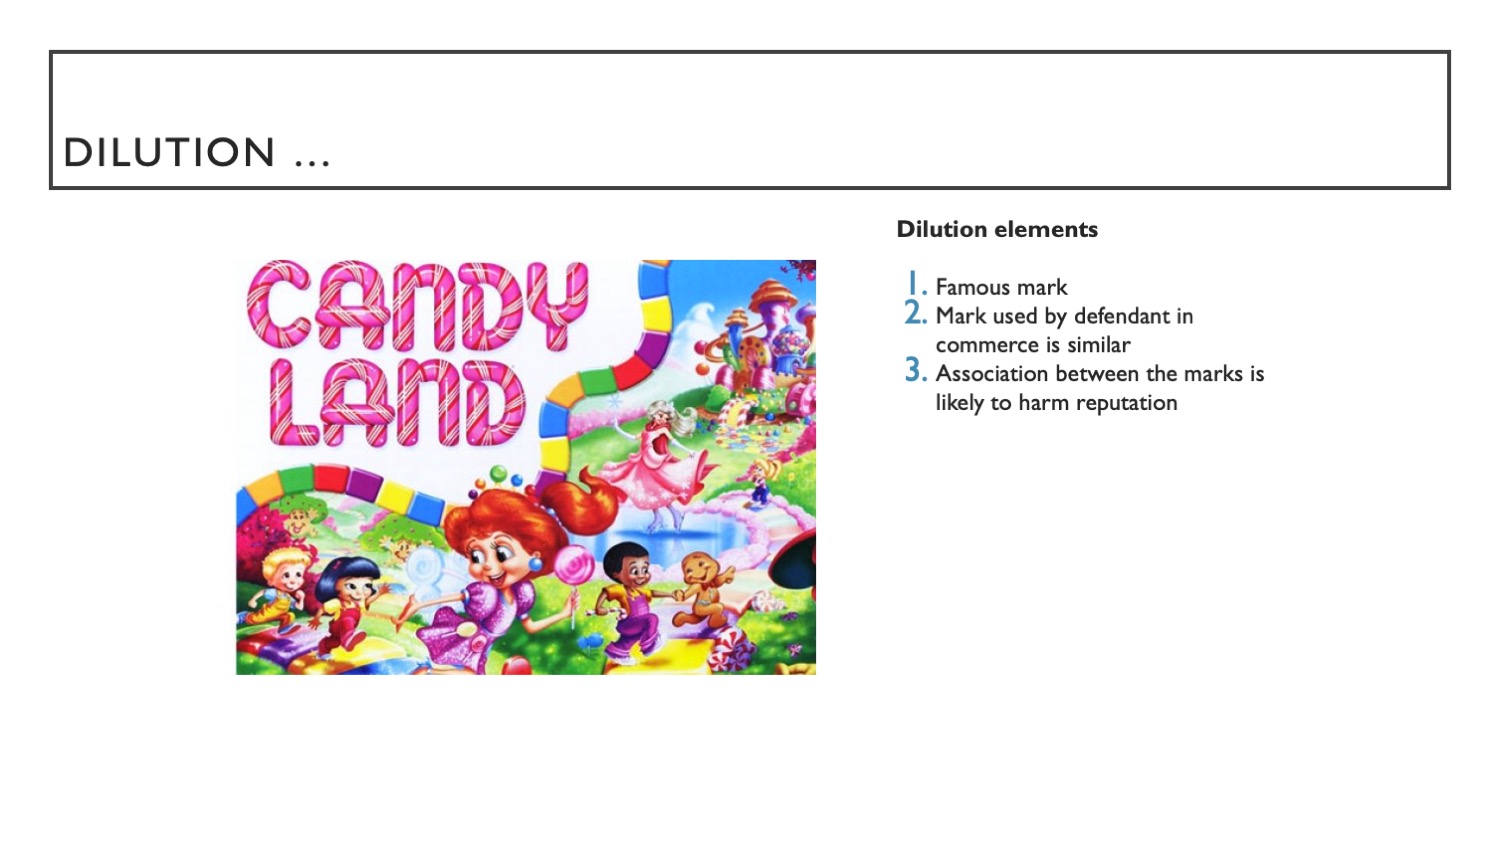 DILUTION …
CANDY
LAND
Dilution elements
1. Famous mark
2. Mark used by defendant in
commerce is similar
3. Association between the marks is
likely to harm reputation